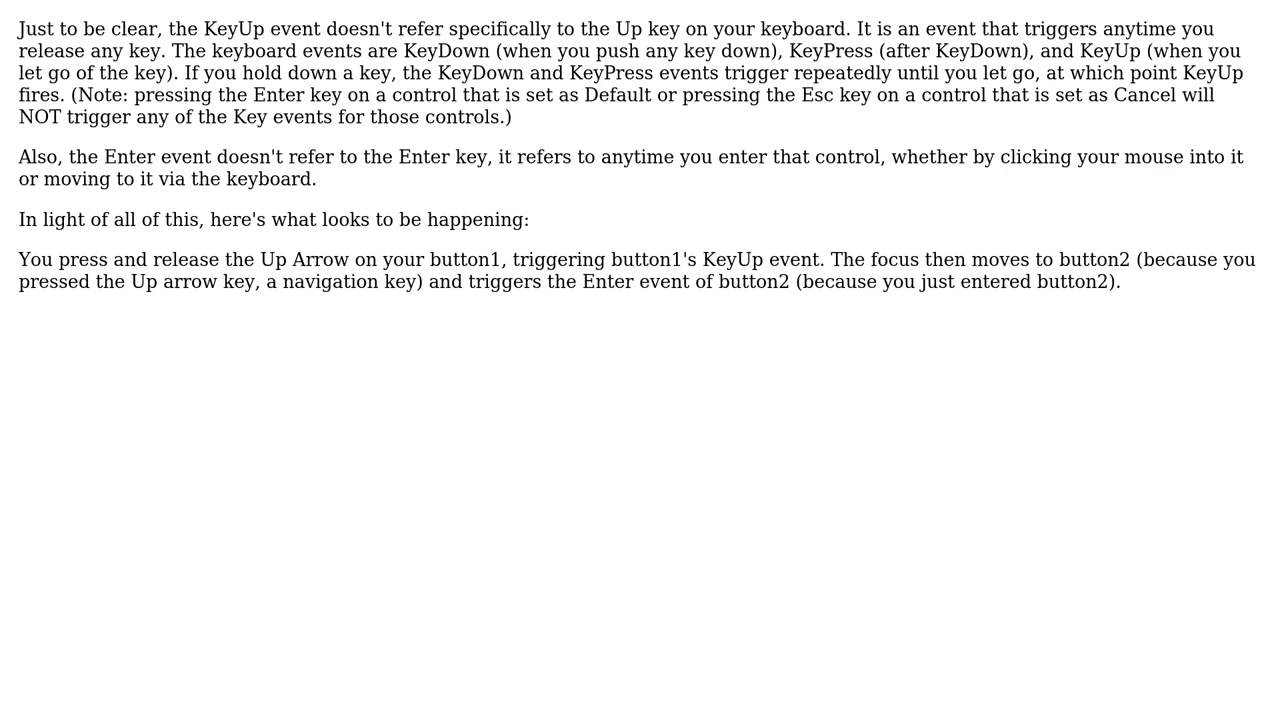 Just to be clear, the KeyUp event doesn't refer specifically to the Up key on your keyboard. It is an event that triggers anytime you
release any key. The keyboard events are KeyDown (when you push any key down), KeyPress (after KeyDown), and KeyUp (when you
let go of the key). If you hold down a key, the KeyDown and KeyPress events trigger repeatedly until you let go, at which point KeyUp
fires. (Note: pressing the Enter key on a control that is set as Default or pressing the Esc key on a control that is set as Cancel will
NOT trigger any of the Key events for those controls.)
Also, the Enter event doesn't refer to the Enter key, it refers to anytime you enter that control, whether by clicking your mouse into it
or moving to it via the keyboard.
In light of all of this, here's what looks to be happening:
You press and release the Up Arrow on your button1, triggering button1's KeyUp event. The focus then moves to button2 (because you
pressed the Up arrow key, a navigation key) and triggers the Enter event of button2 (because you just entered button2).